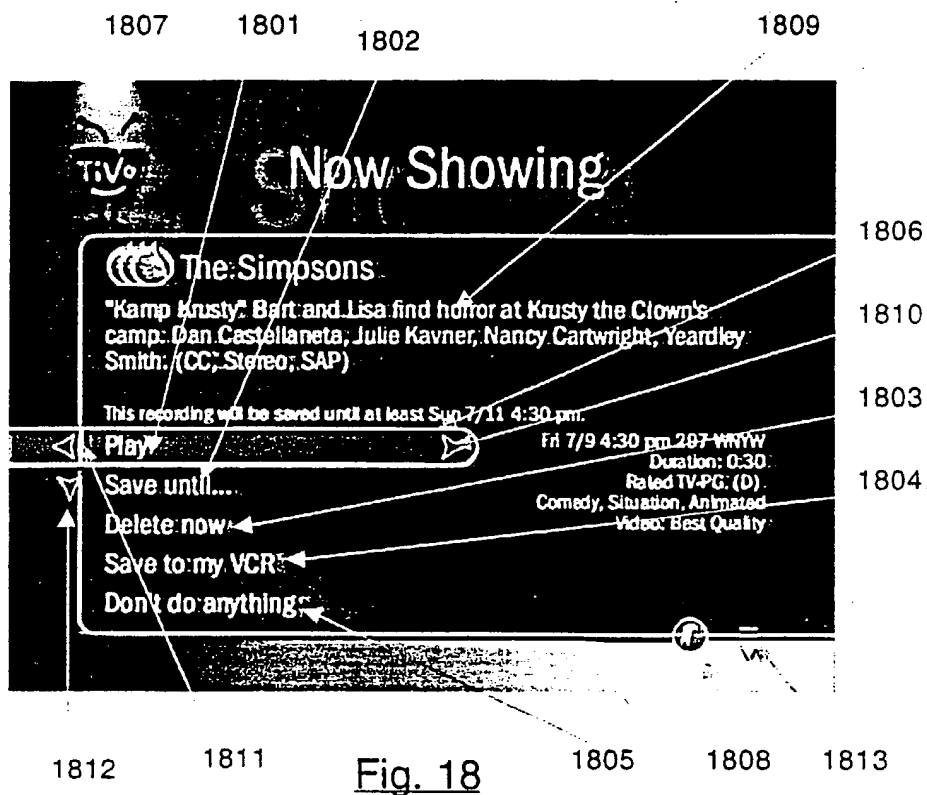 1807 1801 1802 1809
TiVo
Now Showing
1806
The Simpsons
"Kamp Krusty" Bart and Lisa find horror at Krusty the Clown's
1810
camp. Dan Castellaneta, Julie Kavner, Nancy Cartwright, Yeardley
Smith. (CC, Stereo, SAP)
1803
This recording will be saved until at least Sun 7/11 4:30 pm.
Play
Fri 7/9 4:30 pm 287 WNYW
Duration: 0:30
1804
Save until...
Rated TV-PG (D)
Comedy, Situation, Animated
Delete now
Video: Best Quality
Save to my VCR
Don't do anything
1812 1811 1805 1808 1813
Fig. 18